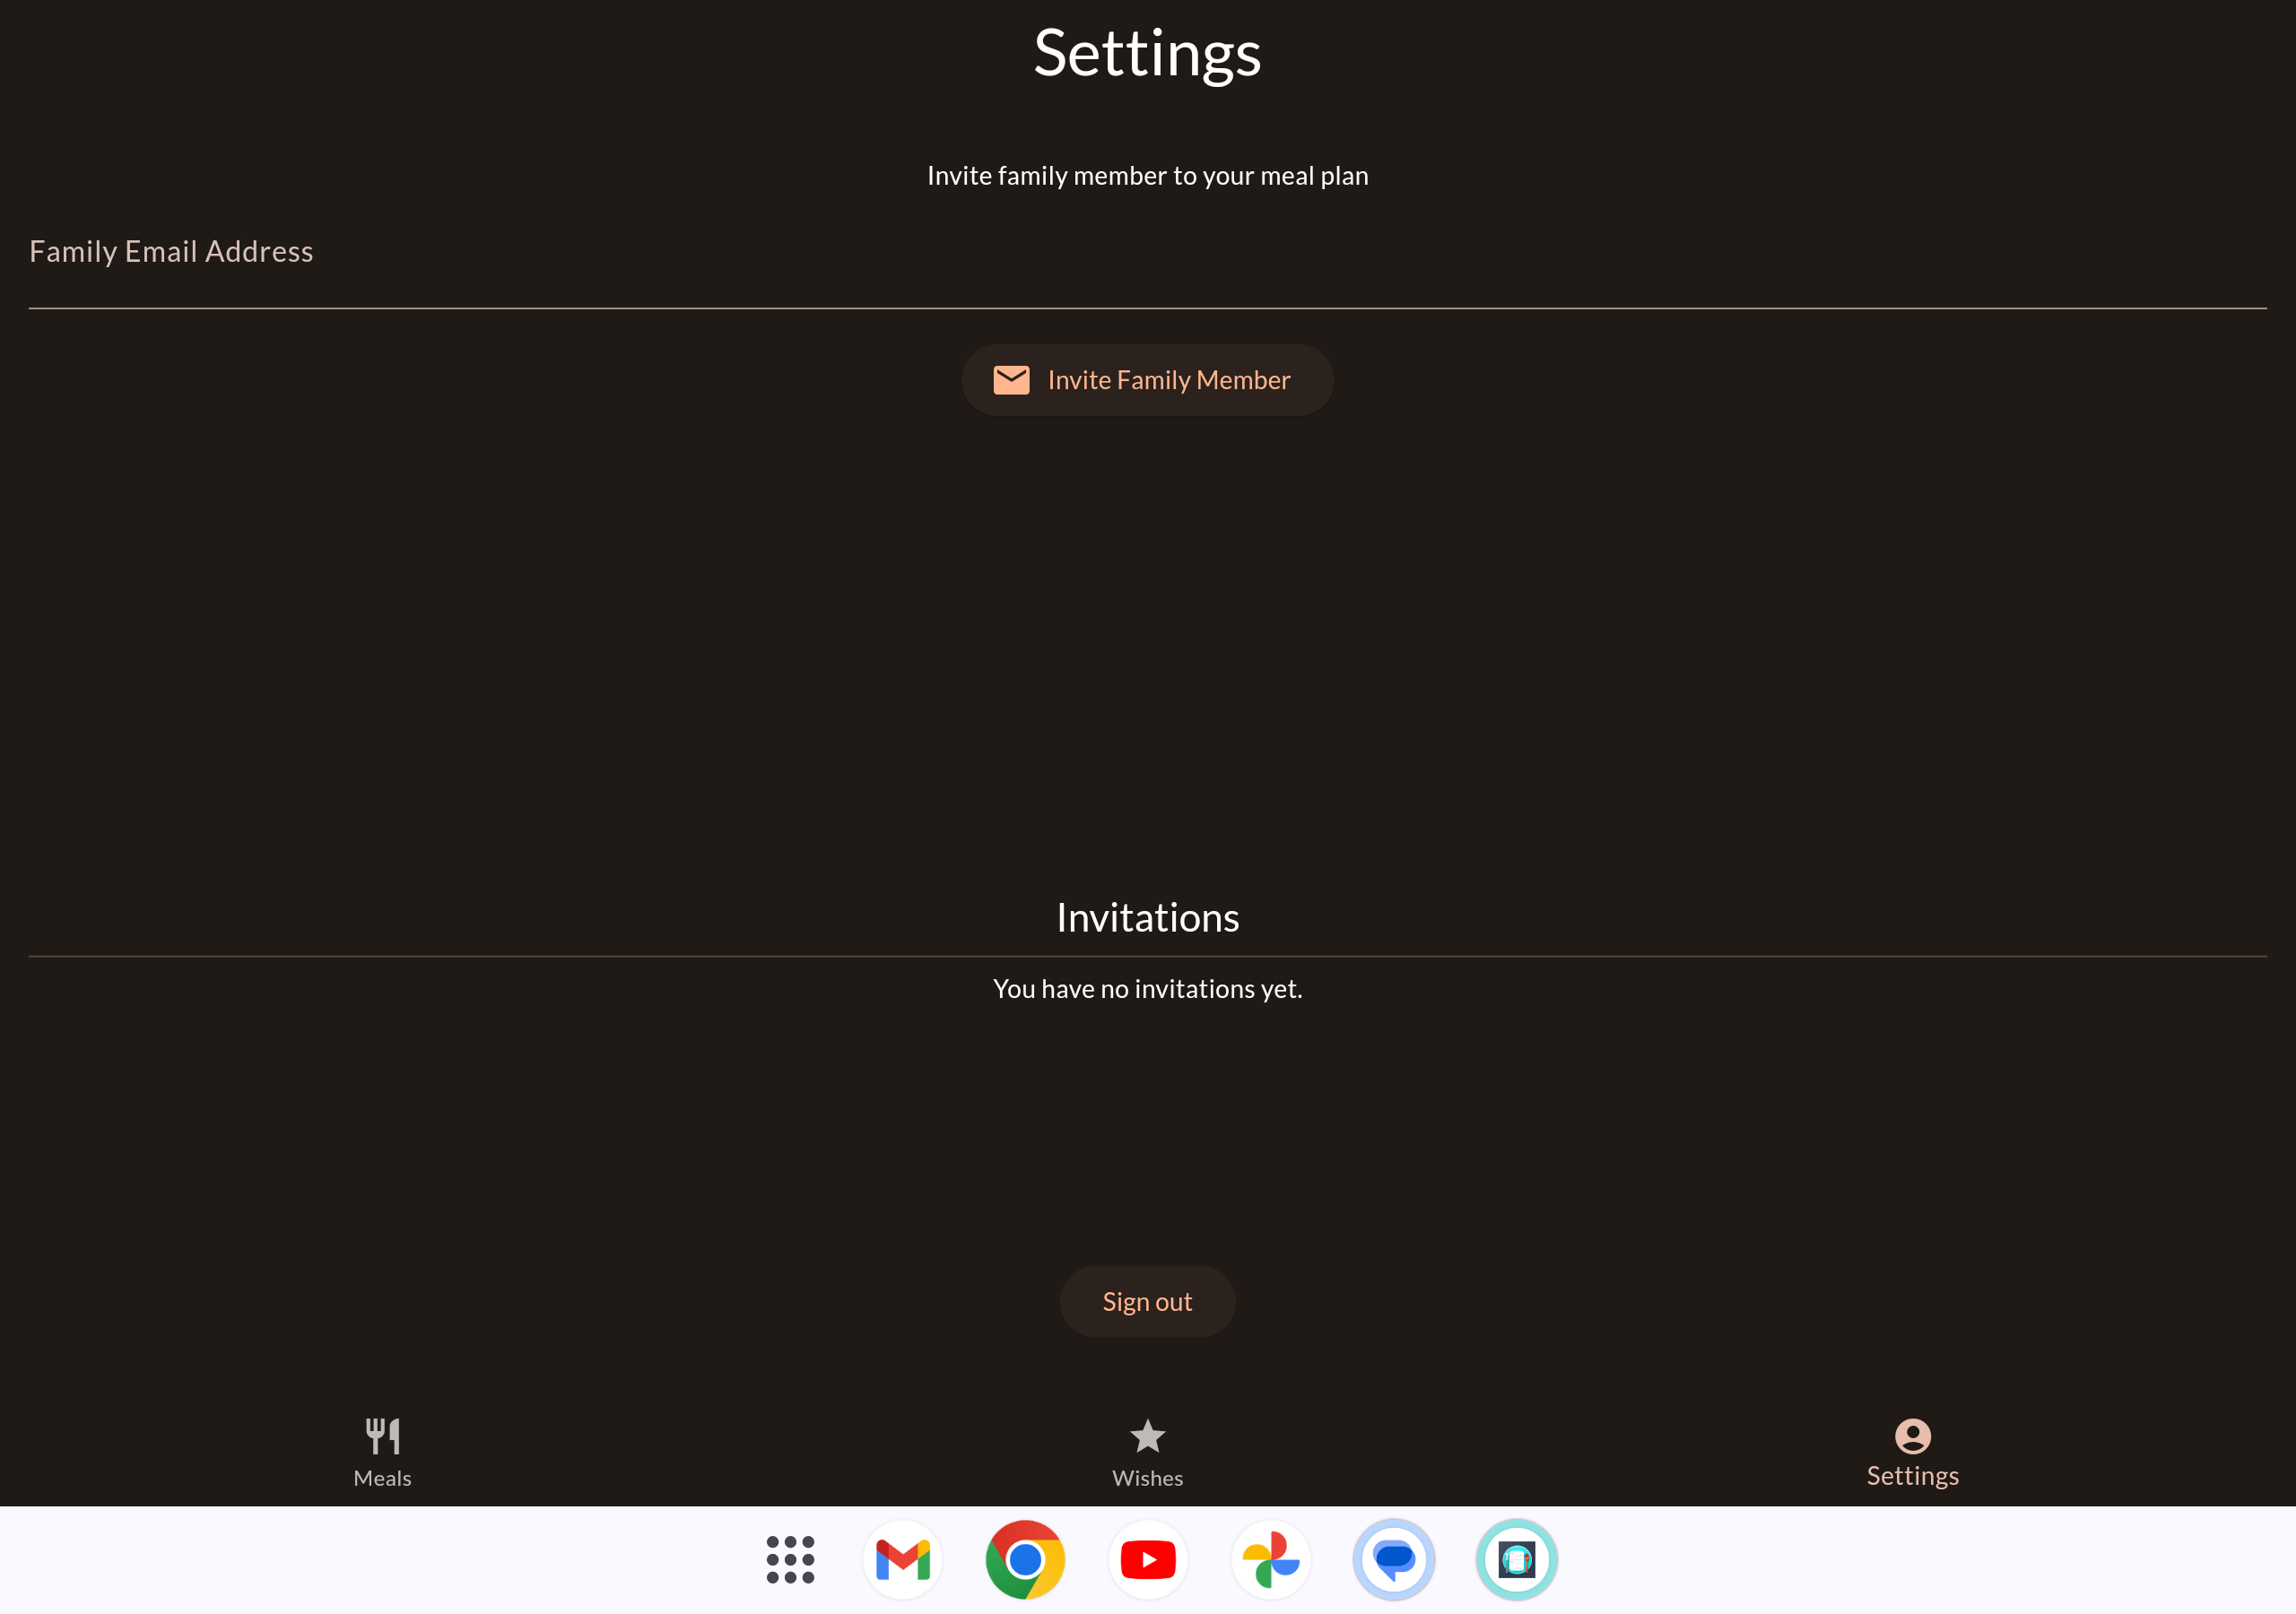 Settings
Invite family member to your meal plan
Family Email Address
Invite Family Member
Invitations
You have no invitations yet.
Sign out
Meals
Wishes
Settings